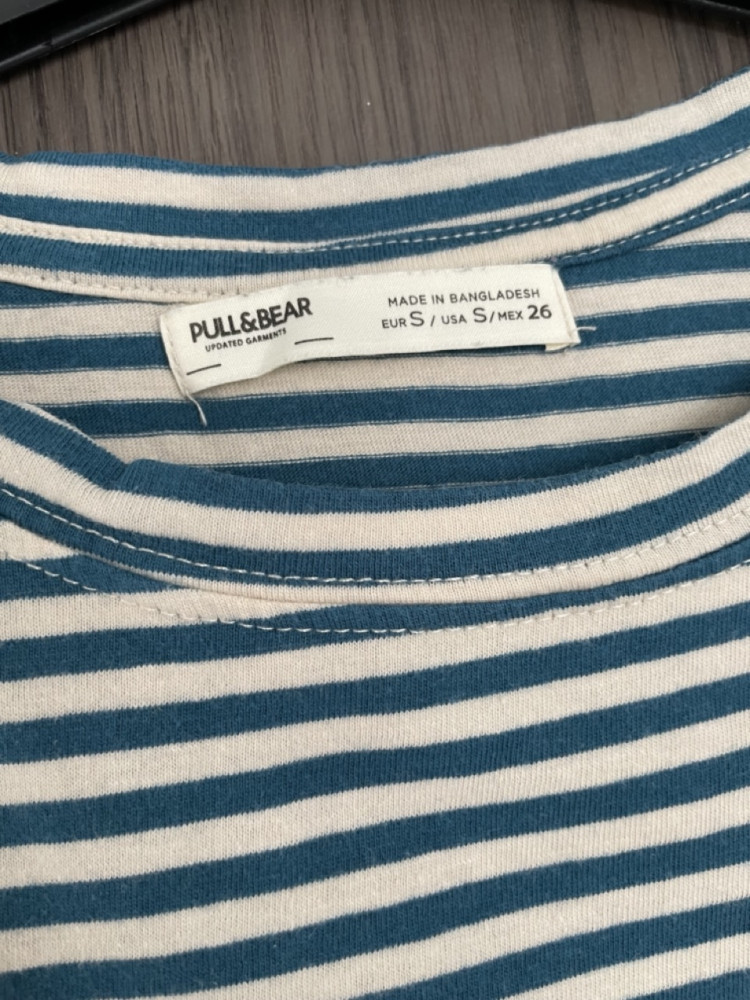 PULL&BEAR
UPDATED GARMENTS
MADE IN BANGLADESH
EUR S / USA S/MEX 26